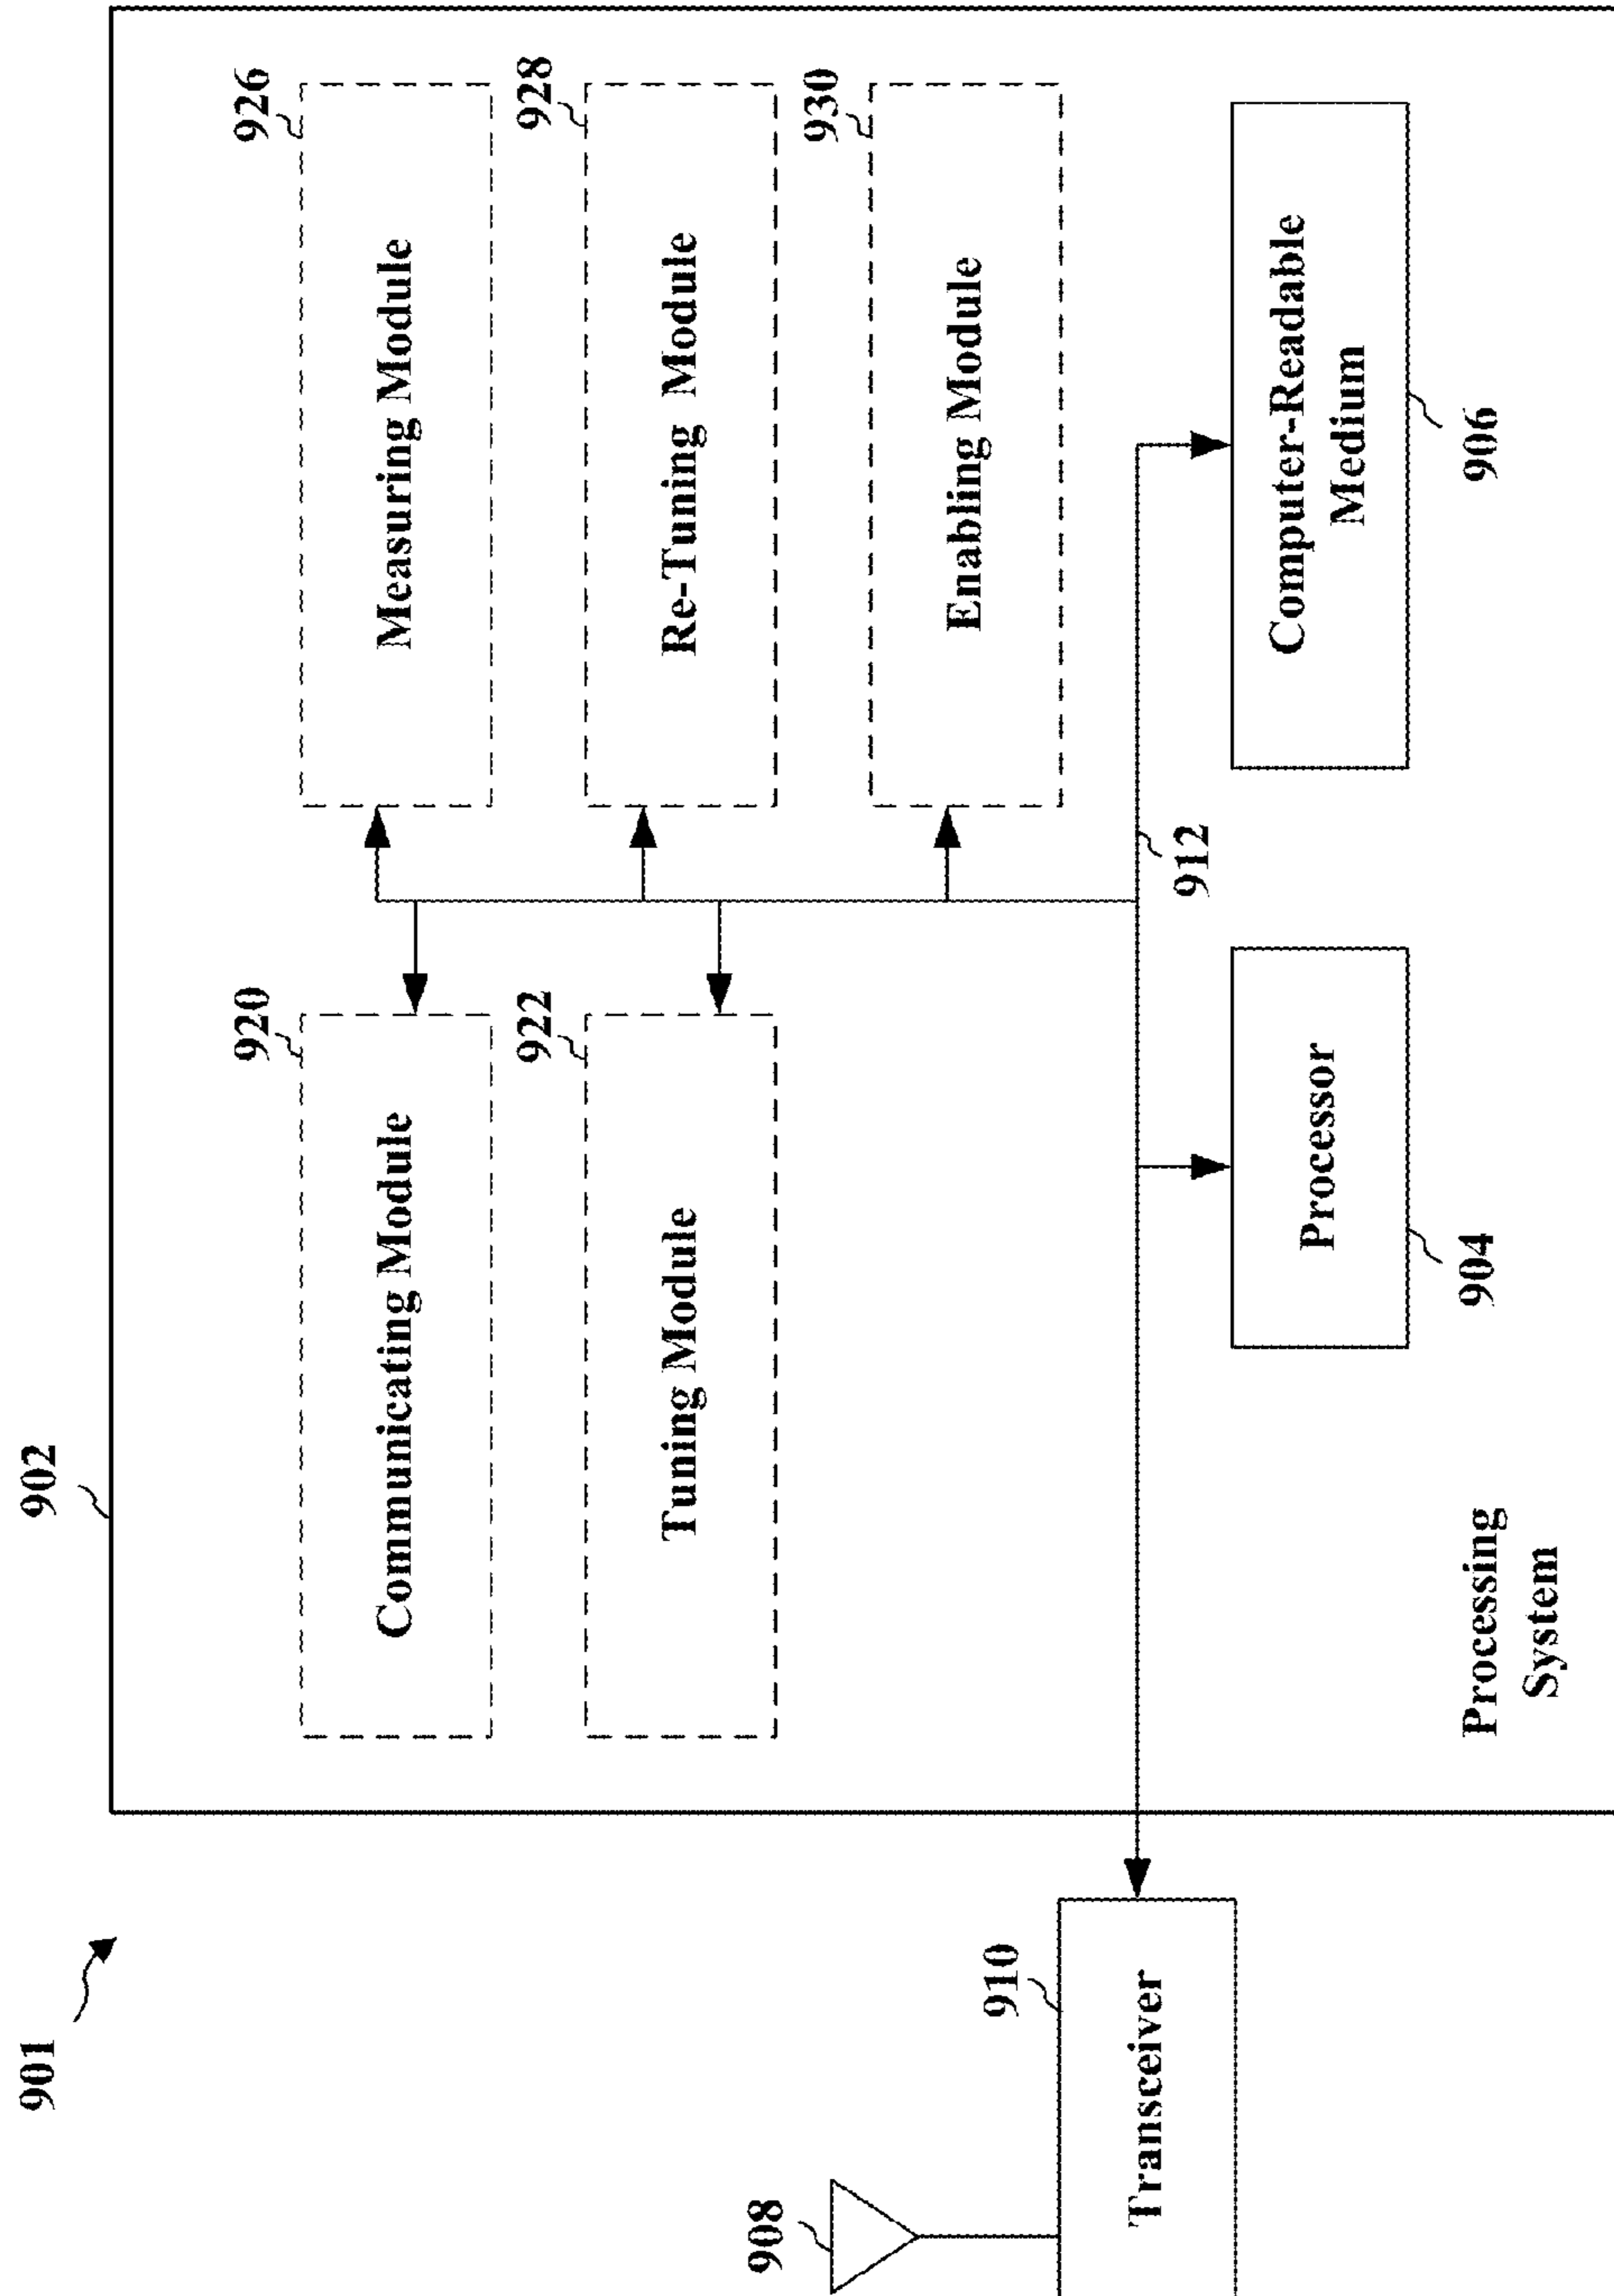 901
902
920
Communicating Module
926
Measuring Module
922
Tuning Module
928
Re-Tuning Module
930
Enabling Module
908
910
Transceiver
912
Processor
904
Computer-Readable
Medium
906
Processing
System